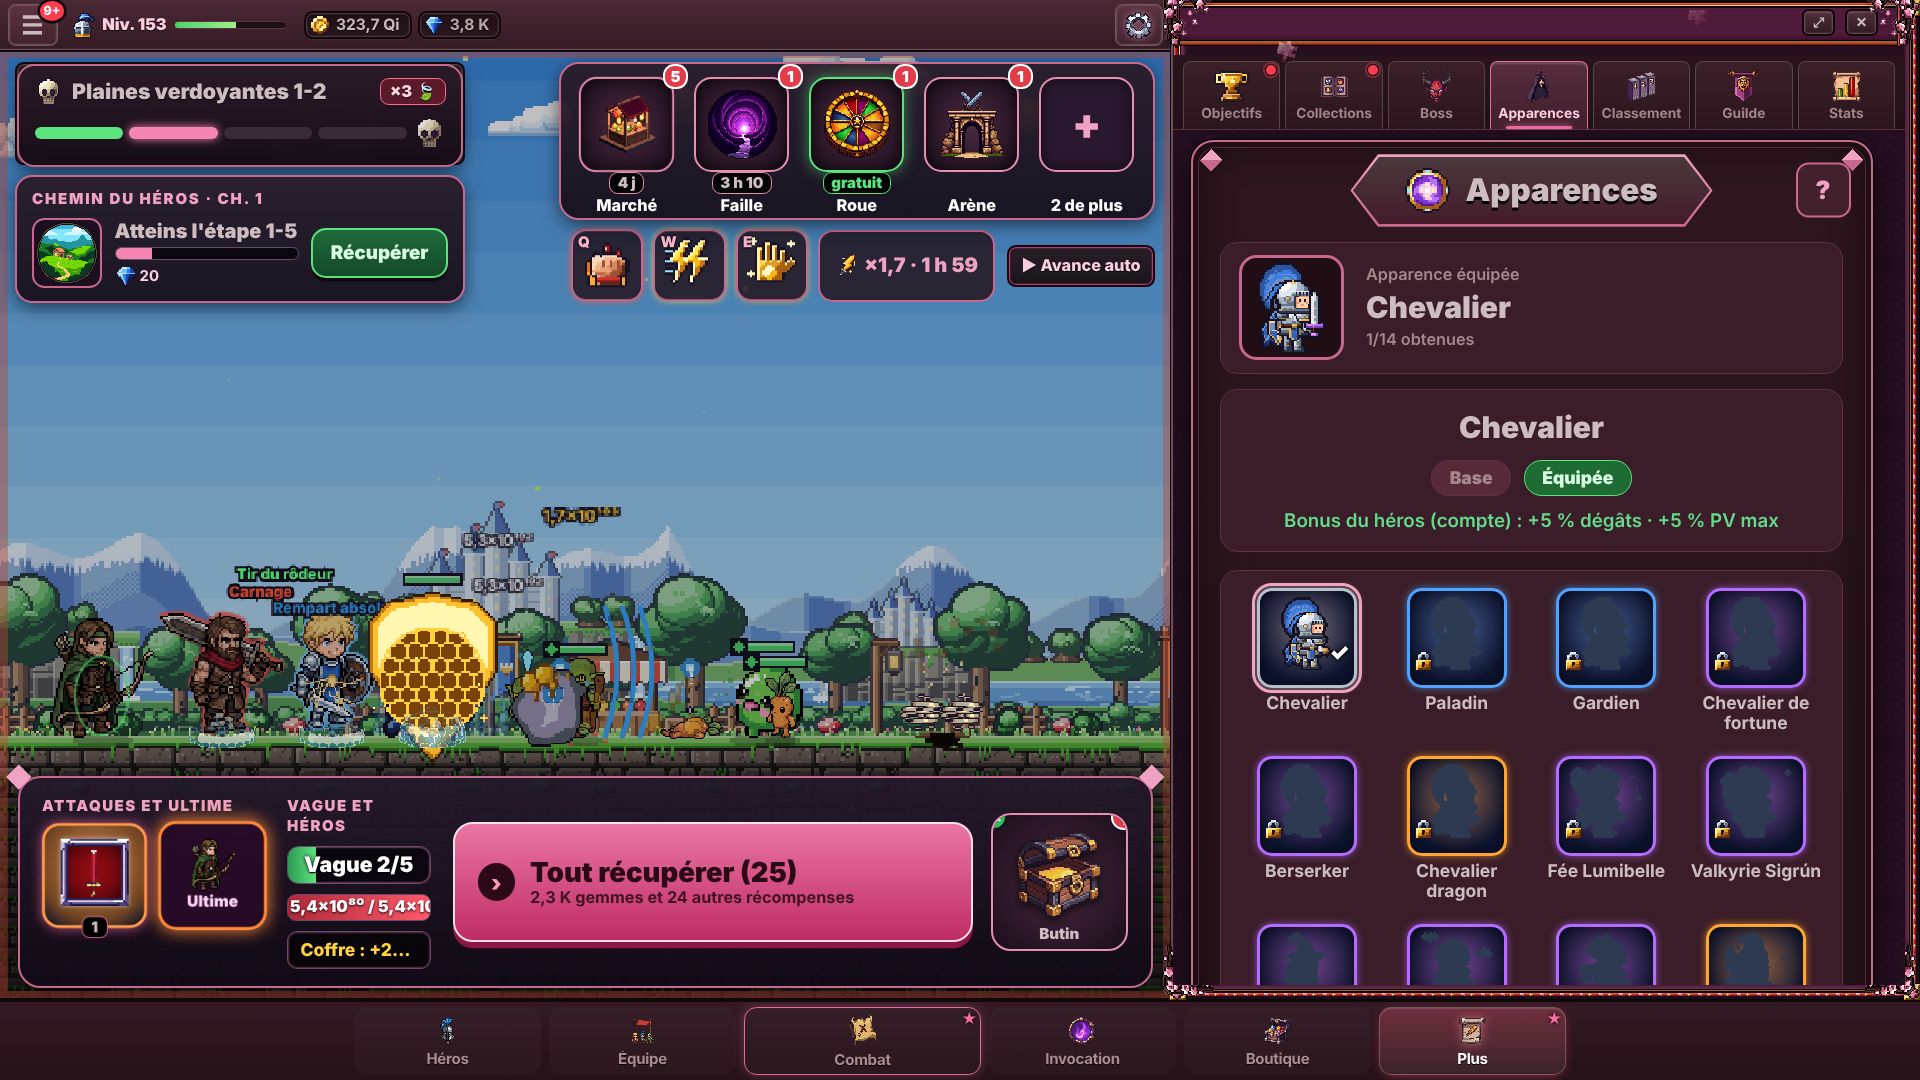 9+
Niv. 153
323,7 Qi
3,8 K
Plaines verdoyantes 1-2
×3
CHEMIN DU HÉROS · CH. 1
Atteins l'étape 1-5
20
Récupérer
5
1
1
1
4 j
3 h 10
gratuit
Marché
Faille
Roue
Arène
2 de plus
Q
W
E
×1,7 · 1 h 59
Avance auto
Tir du rôdeur
Carnage
Rempart absol
ATTAQUES ET ULTIME
1
Ultime
VAGUE ET
HÉROS
Vague 2/5
5,4×10⁸⁰ / 5,4×10
Coffre : +2...
Tout récupérer (25)
2,3 K gemmes et 24 autres récompenses
Butin
Héros
Équipe
Combat
Invocation
Boutique
Plus
Objectifs
Collections
Boss
Apparences
Classement
Guilde
Stats
Apparences
?
Apparence équipée
Chevalier
1/14 obtenues
Chevalier
Base
Équipée
Bonus du héros (compte) : +5 % dégâts · +5 % PV max
Chevalier
Paladin
Gardien
Chevalier de
fortune
Berserker
Chevalier
dragon
Fée Lumibelle
Valkyrie Sigrún